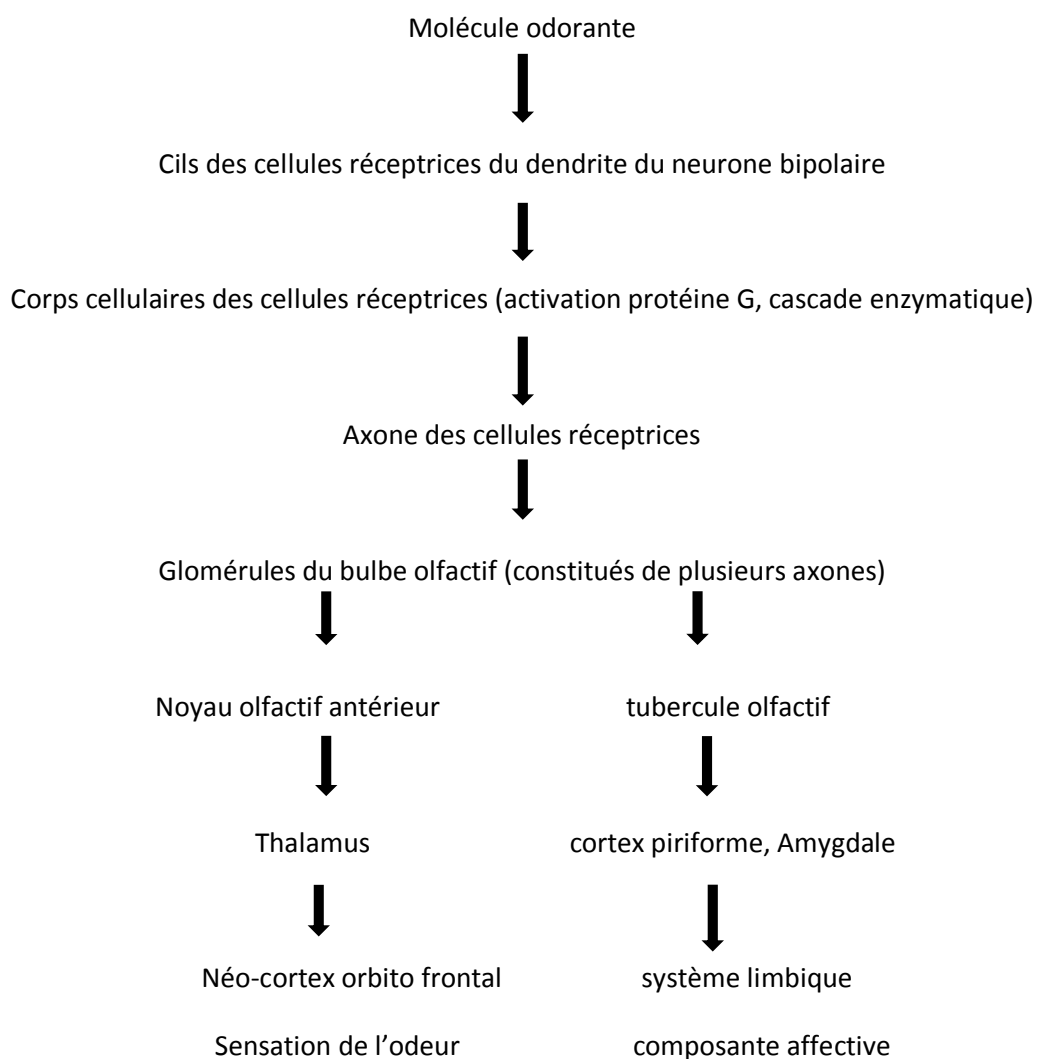 Molécule odorante
Cils des cellules réceptrices du dendrite du neurone bipolaire
Corps cellulaires des cellules réceptrices (activation protéine G, cascade enzymatique)
Axone des cellules réceptrices
Glomérules du bulbe olfactif (constitués de plusieurs axones)
Noyau olfactif antérieur tubercule olfactif
Thalamus cortex piriforme, Amygdale
Néo-cortex orbito frontal système limbique
Sensation de l’odeur composante affective